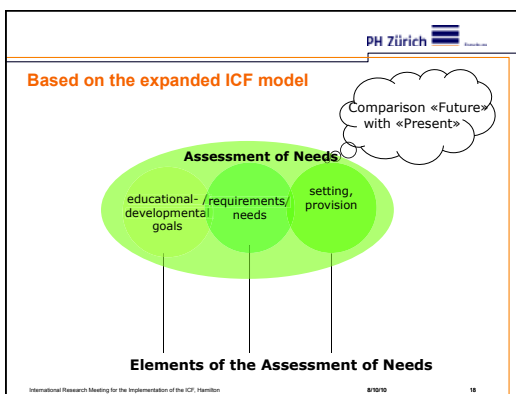 PH Zürich
Based on the expanded ICF model
Comparison «Future»
with «Present»
Assessment of Needs
educational- /
developmental
goals
requirements/
needs
setting,
provision
Elements of the Assessment of Needs
International Research Meeting for the Implementation of the ICF, Hamilton
8/10/10
18